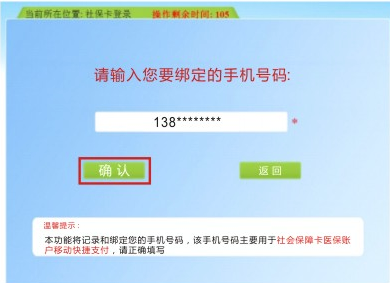 当前所在位置: 社保卡登录 操作剩余时间: 105
请输入您要绑定的手机号码:
138******** *
确 认 返 回
温馨提示:
本功能将记录和绑定您的手机号码，该手机号码主要用于社会保障卡医保账
户移动快捷支付，请正确填写